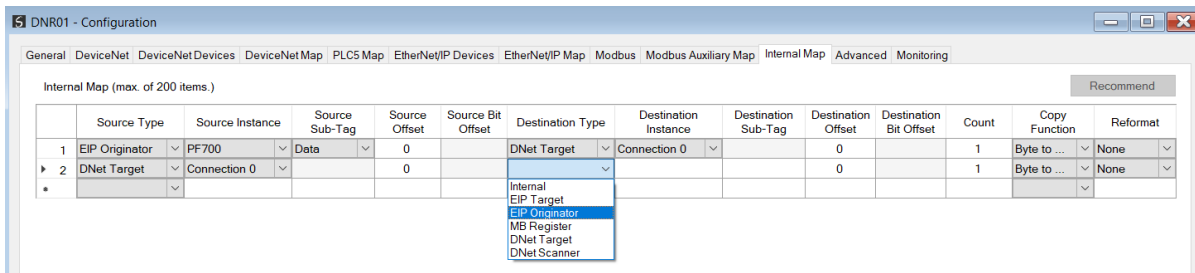 DNR01 - Configuration
General DeviceNet DeviceNet Devices DeviceNet Map PLC5 Map EtherNet/IP Devices EtherNet/IP Map Modbus Modbus Auxiliary Map Internal Map Advanced Monitoring
Internal Map (max. of 200 items.) Recommend
Source Type Source Instance Source Sub-Tag Source Offset Source Bit Offset Destination Type Destination Instance Destination Sub-Tag Destination Offset Destination Bit Offset Count Copy Function Reformat
1 EIP Originator PF700 Data 0 DNet Target Connection 0 0 1 Byte to ... None
2 DNet Target Connection 0 0 0 1 Byte to ... None
Internal
EIP Target
EIP Originator
MB Register
DNet Target
DNet Scanner